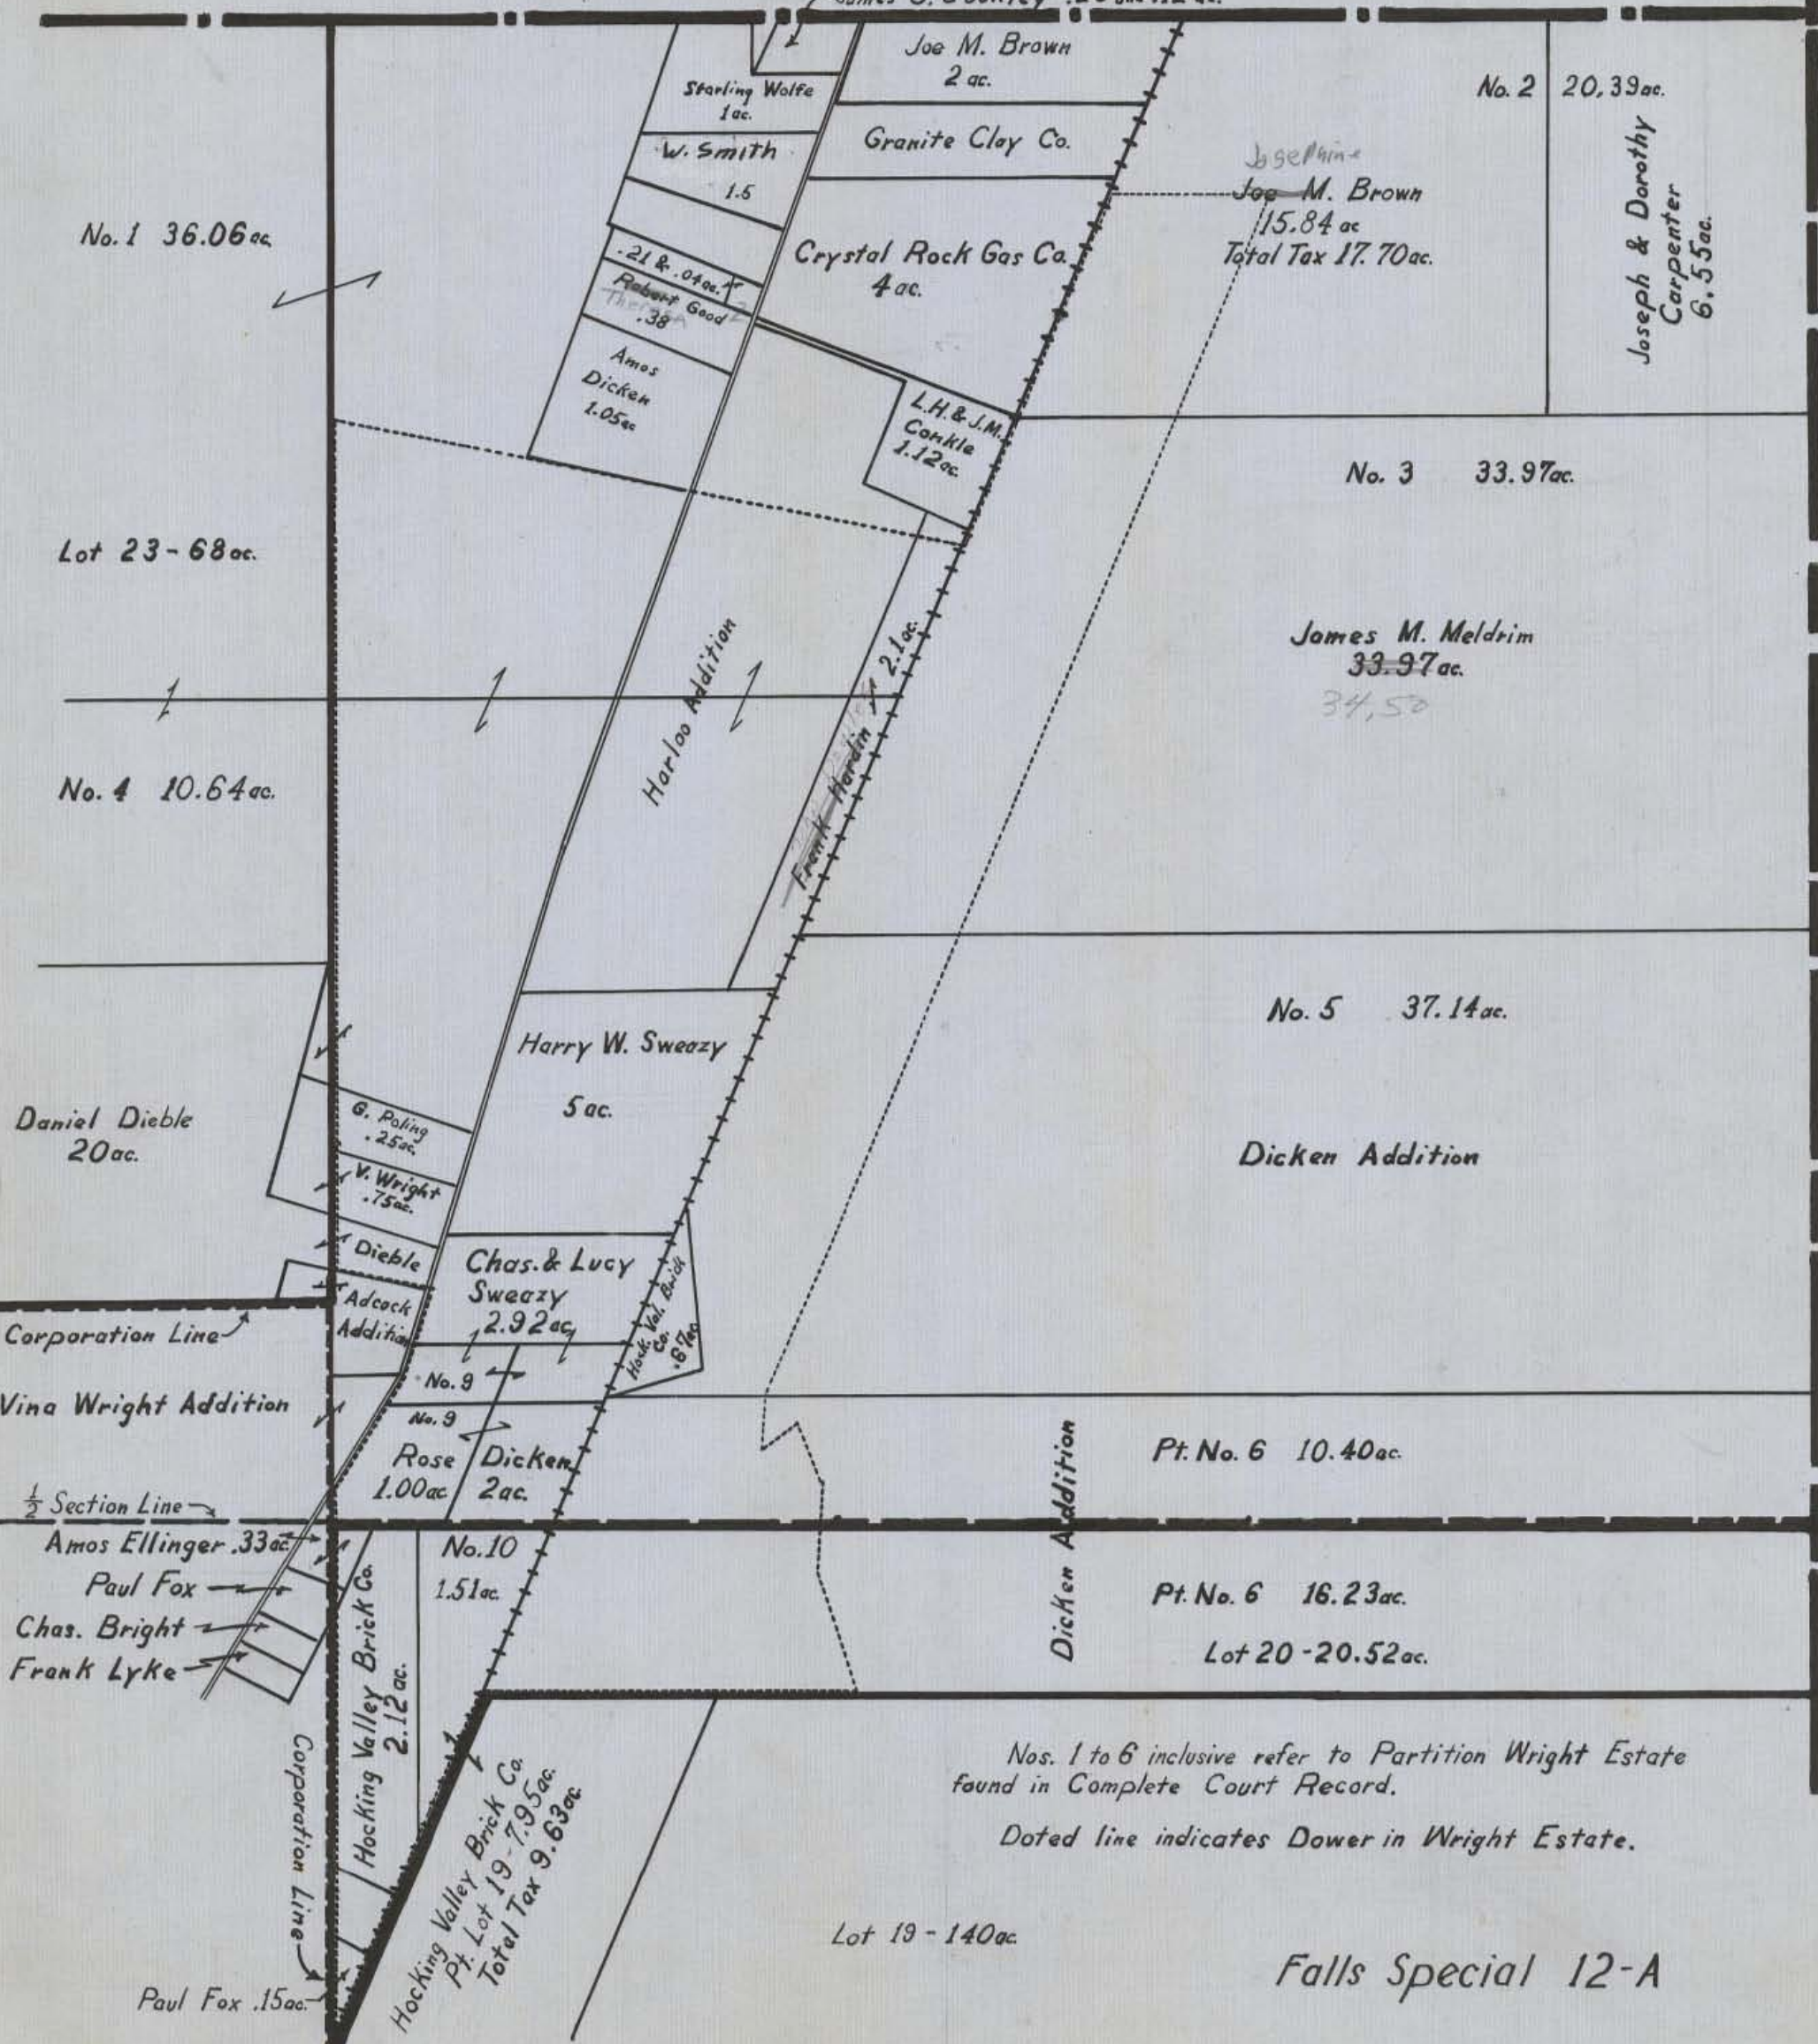 Joe M. Brown
2 ac.
Starling Wolfe
1 ac.
W. Smith
1.5
Granite Clay Co.
No. 2 20.39 ac.
Josephine
Joe M. Brown
15.84 ac
Total Tax 17.70 ac.
Joseph & Dorothy
Carpenter
6.55 ac.
No. 1 36.06 ac.
.21 & .04 ac.
Robert Good
Theresa
.38
Crystal Rock Gas Co.
4 ac.
Amos
Dicken
1.05 ac
L.H. & J.M.
Conkle
1.12 ac.
No. 3 33.97 ac.
Lot 23 - 68 ac.
James M. Meldrim
33.97 ac.
34,50
Harloo Addition
Frank Hardin 2.1 ac.
No. 4 10.64 ac.
No. 5 37.14 ac.
Harry W. Sweazy
5 ac.
Daniel Dieble
20 ac.
G. Poling
.25 ac.
V. Wright
.75 ac.
Dieble
Dicken Addition
Chas. & Lucy
Sweazy
2.92 ac.
Hock. Val. Brick
Co.
.67 ac
Adcock
Addition
Corporation Line
Vina Wright Addition
No. 9
No. 9
Rose
1.00 ac
Dicken
2 ac.
Dicken Addition
Pt. No. 6 10.40 ac.
½ Section Line
Amos Ellinger .33 ac.
Paul Fox
Chas. Bright
Frank Lyke
Hocking Valley Brick Co.
2.12 ac.
No. 10
1.51 ac.
Pt. No. 6 16.23 ac.
Lot 20 - 20.52 ac.
Corporation Line
Hocking Valley Brick Co.
Pt. Lot 19 - 7.95 ac.
Total Tax 9.63 ac
Nos. 1 to 6 inclusive refer to Partition Wright Estate
found in Complete Court Record.
Doted line indicates Dower in Wright Estate.
Lot 19 - 140 ac.
Falls Special 12-A
Paul Fox .15 ac.